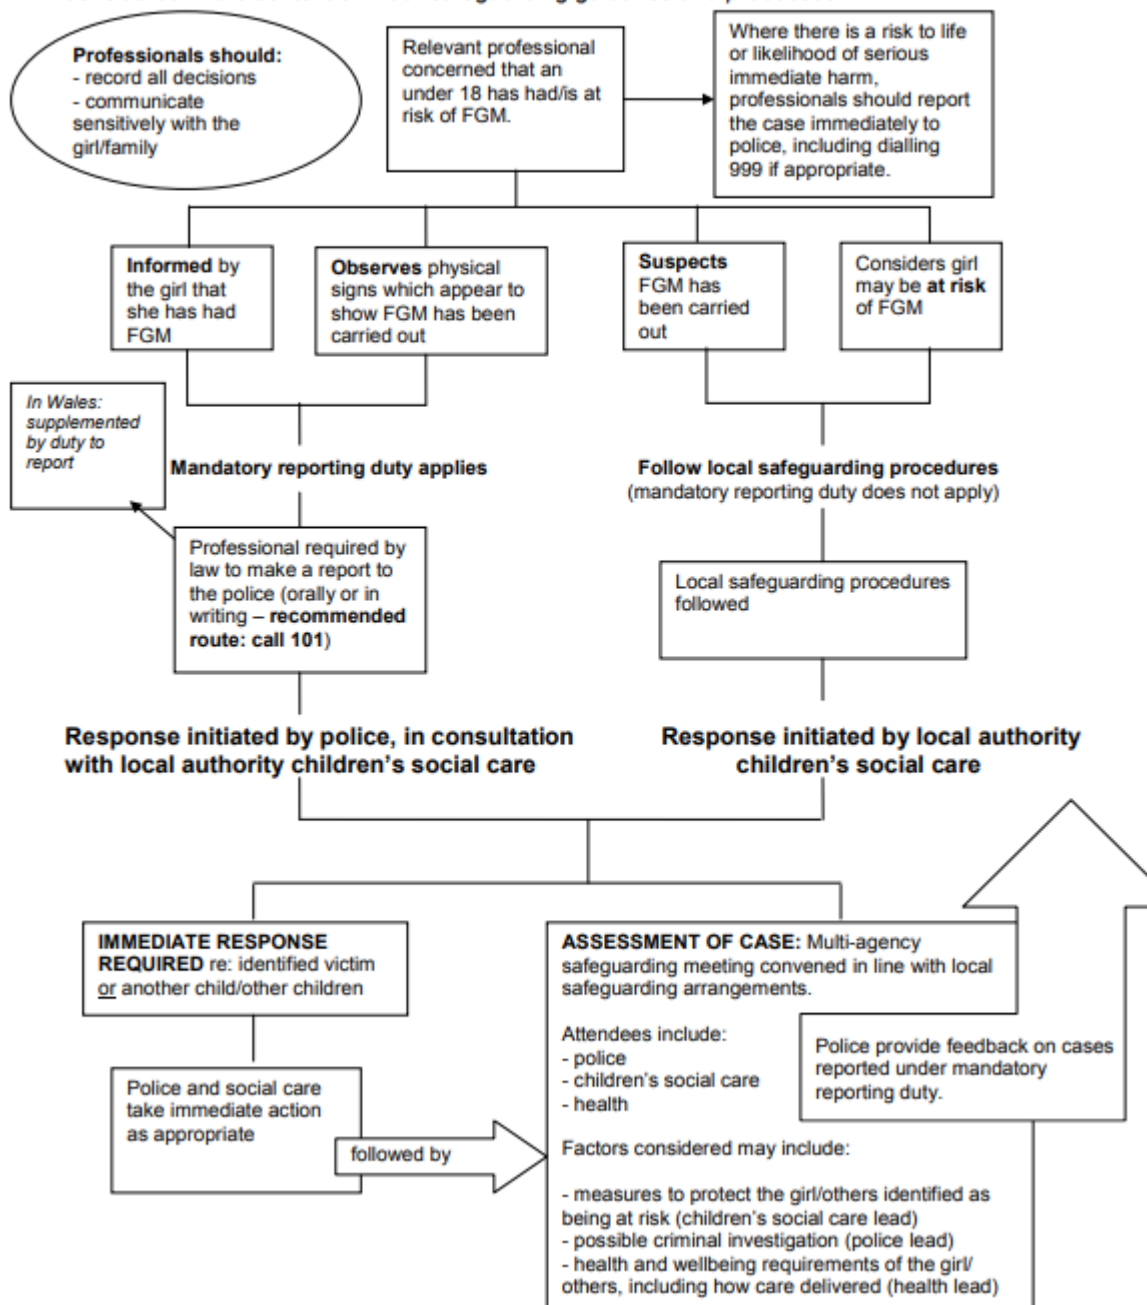 Professionals should:
- record all decisions
- communicate
sensitively with the
girl/family
Relevant professional
concerned that an
under 18 has had/is at
risk of FGM.
Where there is a risk to life
or likelihood of serious
immediate harm,
professionals should report
the case immediately to
police, including dialling
999 if appropriate.
Informed by
the girl that
she has had
FGM
Observes physical
signs which appear to
show FGM has been
carried out
Suspects
FGM has
been carried
out
Considers girl
may be at risk
of FGM
In Wales:
supplemented
by duty to
report
Mandatory reporting duty applies
Follow local safeguarding procedures
(mandatory reporting duty does not apply)
Professional required by
law to make a report to
the police (orally or in
writing – recommended
route: call 101)
Local safeguarding procedures
followed
Response initiated by police, in consultation
with local authority children's social care
Response initiated by local authority
children's social care
IMMEDIATE RESPONSE
REQUIRED re: identified victim
or another child/other children
Police and social care
take immediate action
as appropriate
followed by
ASSESSMENT OF CASE: Multi-agency
safeguarding meeting convened in line with local
safeguarding arrangements.
Attendees include:
- police
- children's social care
- health
Factors considered may include:
- measures to protect the girl/others identified as
being at risk (children's social care lead)
- possible criminal investigation (police lead)
- health and wellbeing requirements of the girl/
others, including how care delivered (health lead)
Police provide feedback on cases
reported under mandatory
reporting duty.